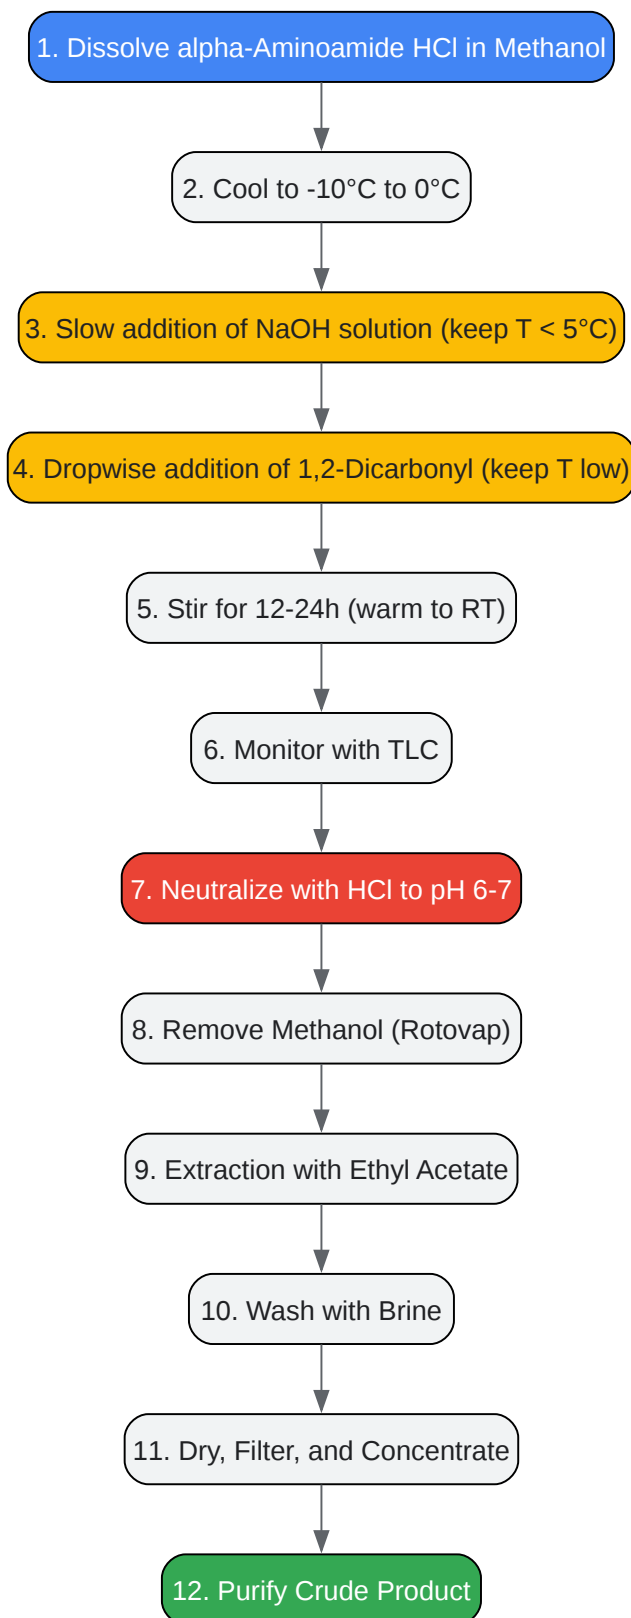 1. Dissolve alpha-Aminoamide HCl in Methanol
2. Cool to -10°C to 0°C
3. Slow addition of NaOH solution (keep T < 5°C)
4. Dropwise addition of 1,2-Dicarbonyl (keep T low)
5. Stir for 12-24h (warm to RT)
6. Monitor with TLC
7. Neutralize with HCl to pH 6-7
8. Remove Methanol (Rotovap)
9. Extraction with Ethyl Acetate
10. Wash with Brine
11. Dry, Filter, and Concentrate
12. Purify Crude Product